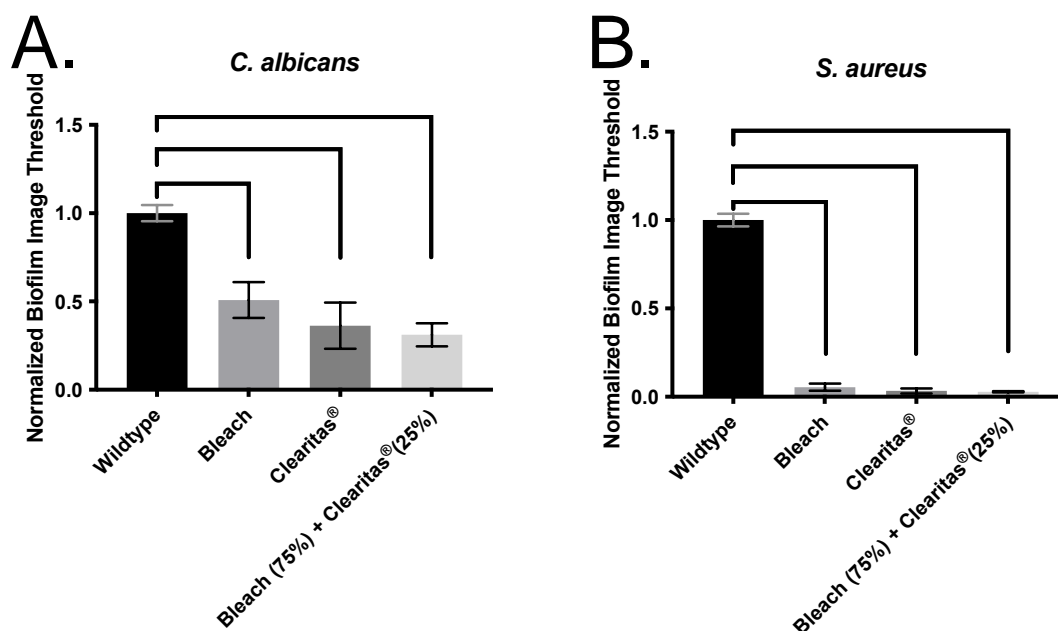 A.
C. albicans
Normalized Biofilm Image Threshold
1.5
1.0
0.5
0.0
Wildtype
Bleach
Clearitas®
Bleach (75%) + Clearitas®(25%)
B.
S. aureus
Normalized Biofilm Image Threshold
1.5
1.0
0.5
0.0
Wildtype
Bleach
Clearitas®
Bleach (75%) + Clearitas®(25%)